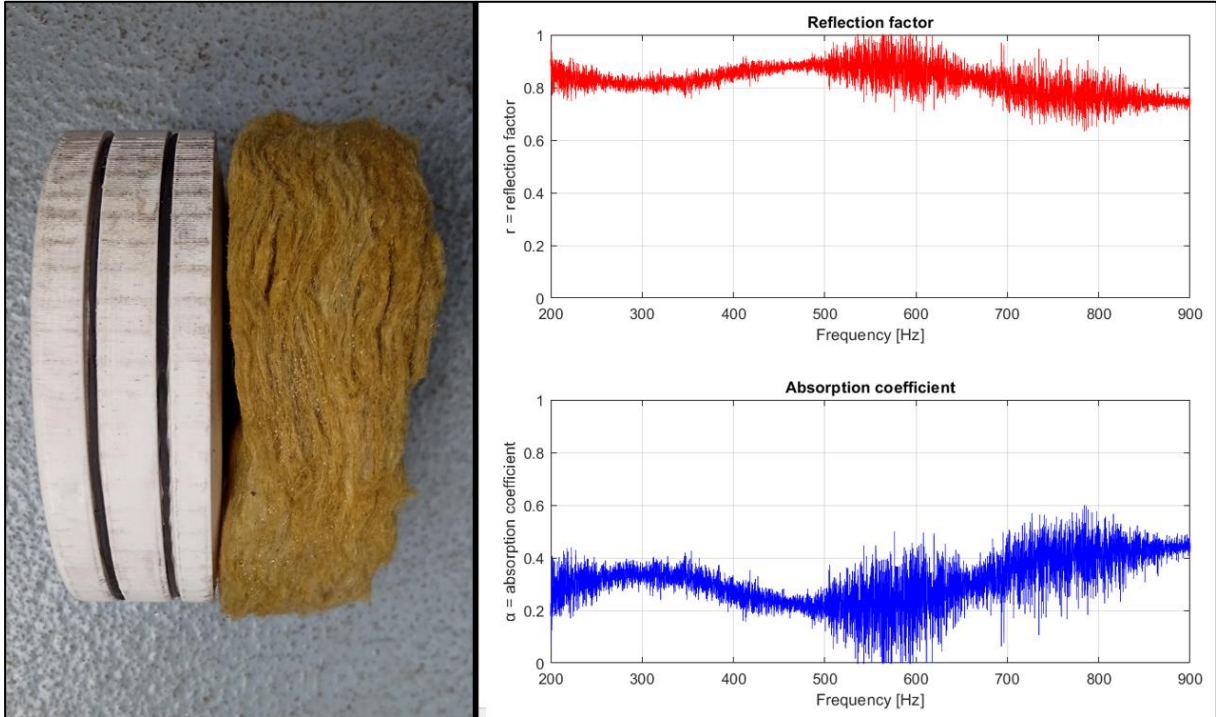 Reflection factor
1
0.8
0.6
0.4
0.2
0
r = reflection factor
200 300 400 500 600 700 800 900
Frequency [Hz]
Absorption coefficient
1
0.8
0.6
0.4
0.2
0
α = absorption coefficient
200 300 400 500 600 700 800 900
Frequency [Hz]